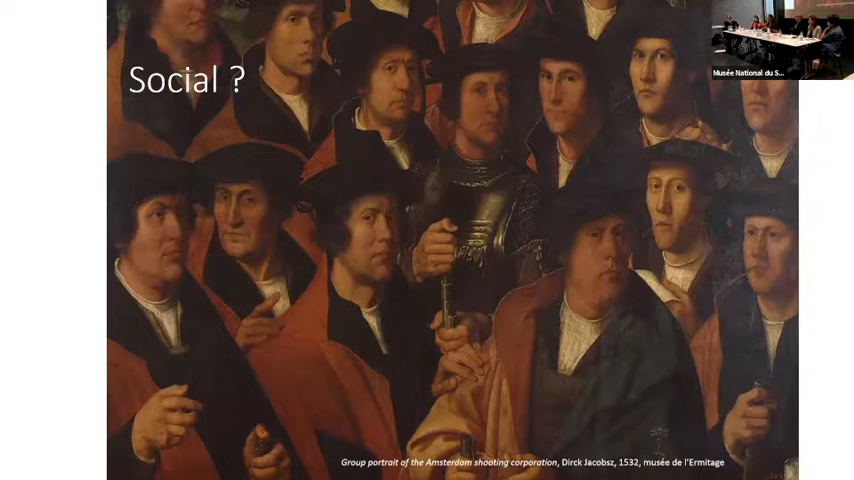 Social ?
Musée National du S...
Group portrait of the Amsterdam shooting corporation, Dirck Jacobsz, 1532, musée de l'Ermitage